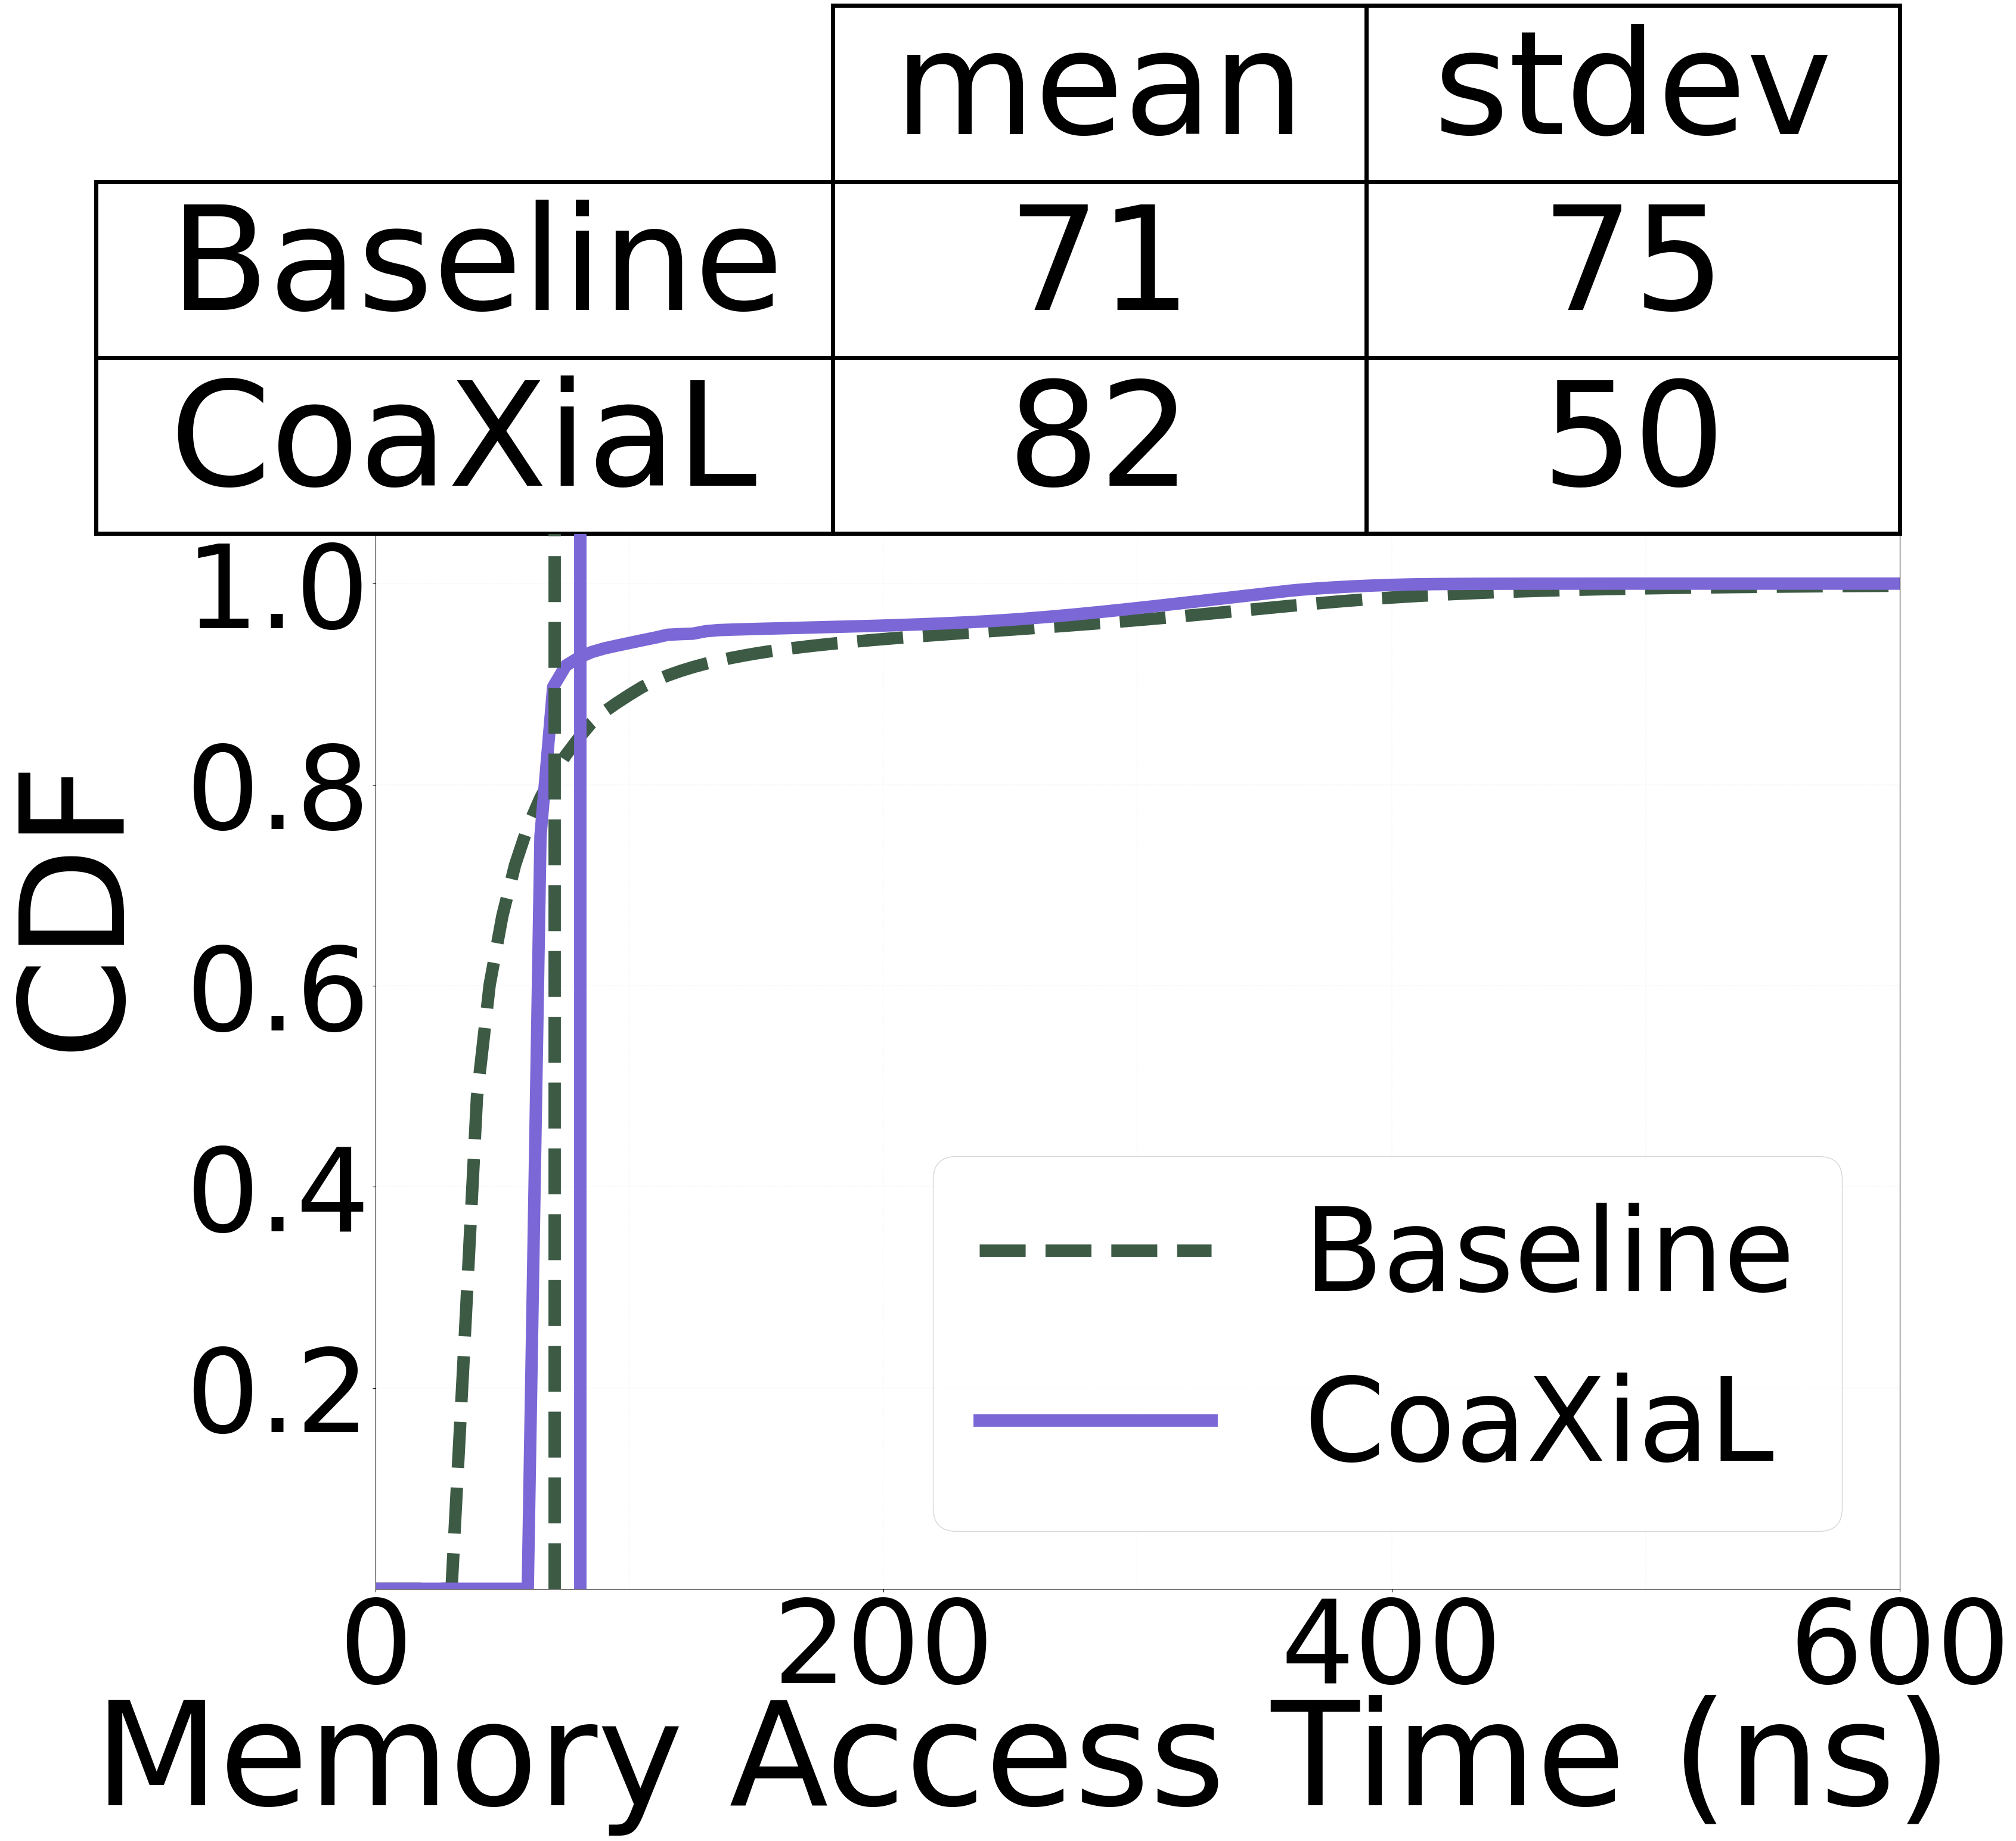 mean stdev
Baseline 71 75
CoaXiaL 82 50
1.0
0.8
0.6
0.4
0.2
CDF
Baseline
CoaXiaL
0 200 400 600
Memory Access Time (ns)